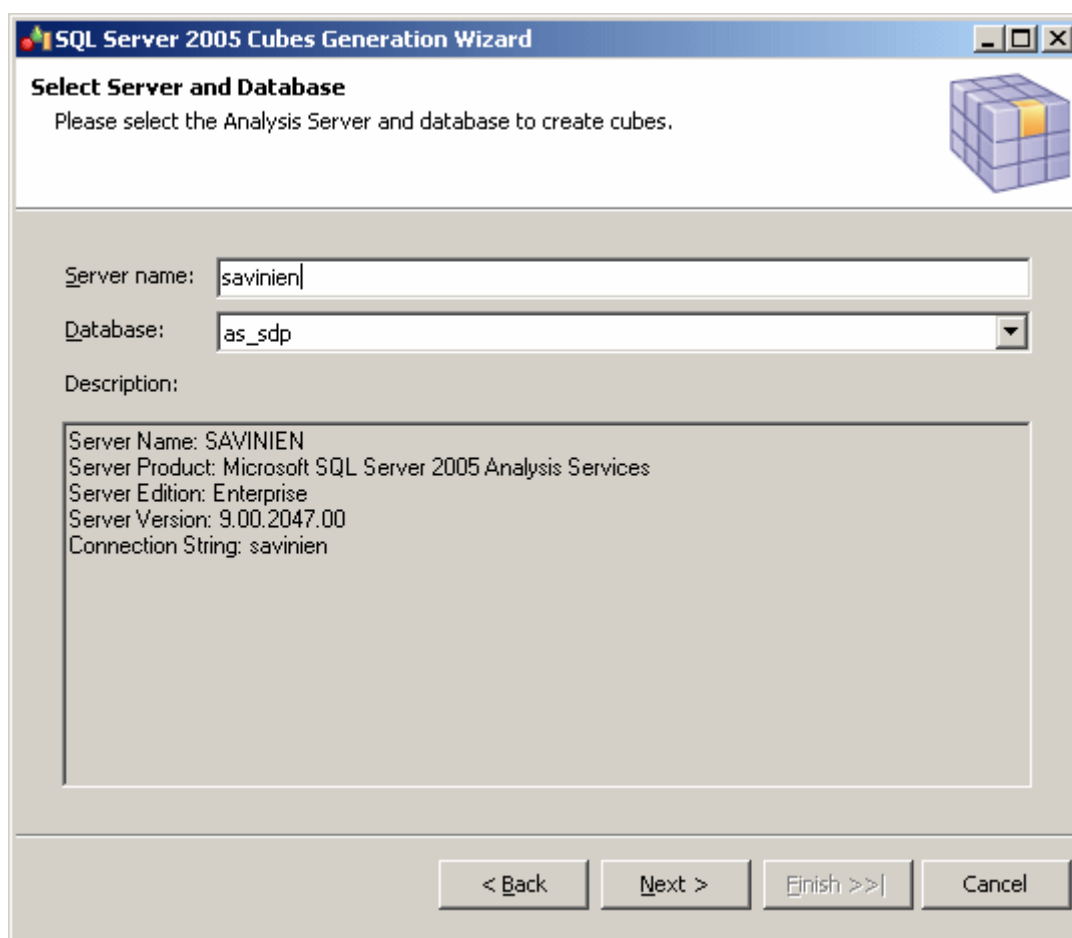 SQL Server 2005 Cubes Generation Wizard
Select Server and Database
Please select the Analysis Server and database to create cubes.
Server name: savinien
Database: as_sdp
Description:
Server Name: SAVINIEN
Server Product: Microsoft SQL Server 2005 Analysis Services
Server Edition: Enterprise
Server Version: 9.00.2047.00
Connection String: savinien
< Back Next > Finish >>| Cancel